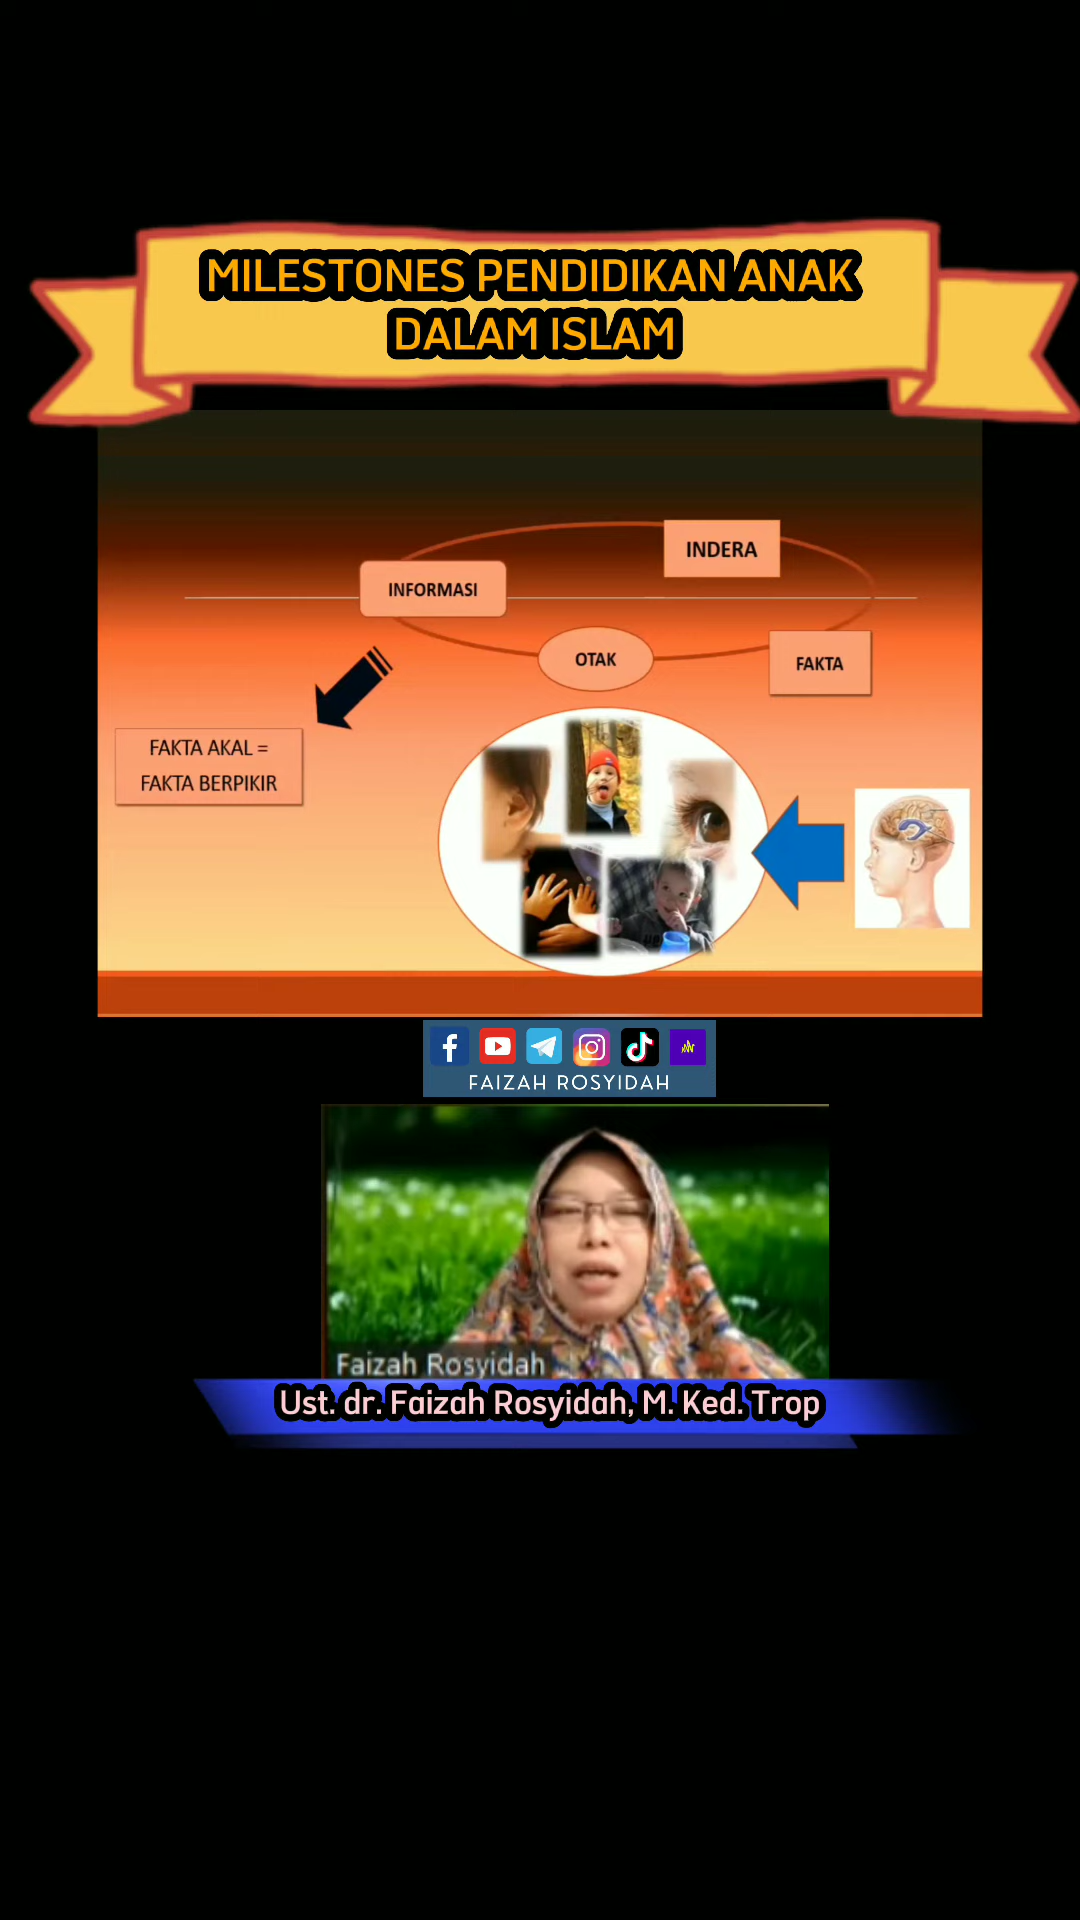 MILESTONES PENDIDIKAN ANAK
DALAM ISLAM
INDERA
INFORMASI
OTAK
FAKTA
FAKTA AKAL =
FAKTA BERPIKIR
FAIZAH ROSYIDAH
Faizah Rosyidah
Ust. dr. Faizah Rosyidah, M. Ked. Trop